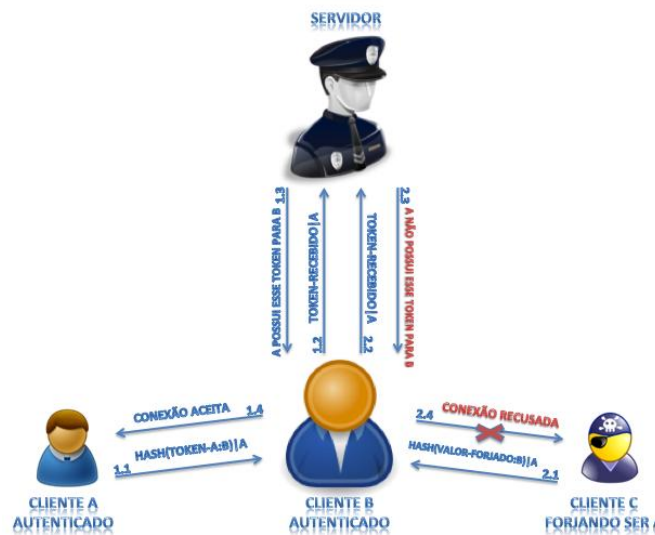 SERVIDOR
1.3
A POSSUI ESSE TOKEN PARA B
1.2
TOKEN-RECEBIDO|A
2.2
TOKEN-RECEBIDO|A
2.3
A NÃO POSSUI ESSE TOKEN PARA B
CONEXÃO ACEITA
1.4
1.1
HASH(TOKEN-A:B)|A
2.4
CONEXÃO RECUSADA
HASH(VALOR-FORJADO:B)|A
2.1
CLIENTE A
AUTENTICADO
CLIENTE B
AUTENTICADO
CLIENTE C
FORJANDO SER A